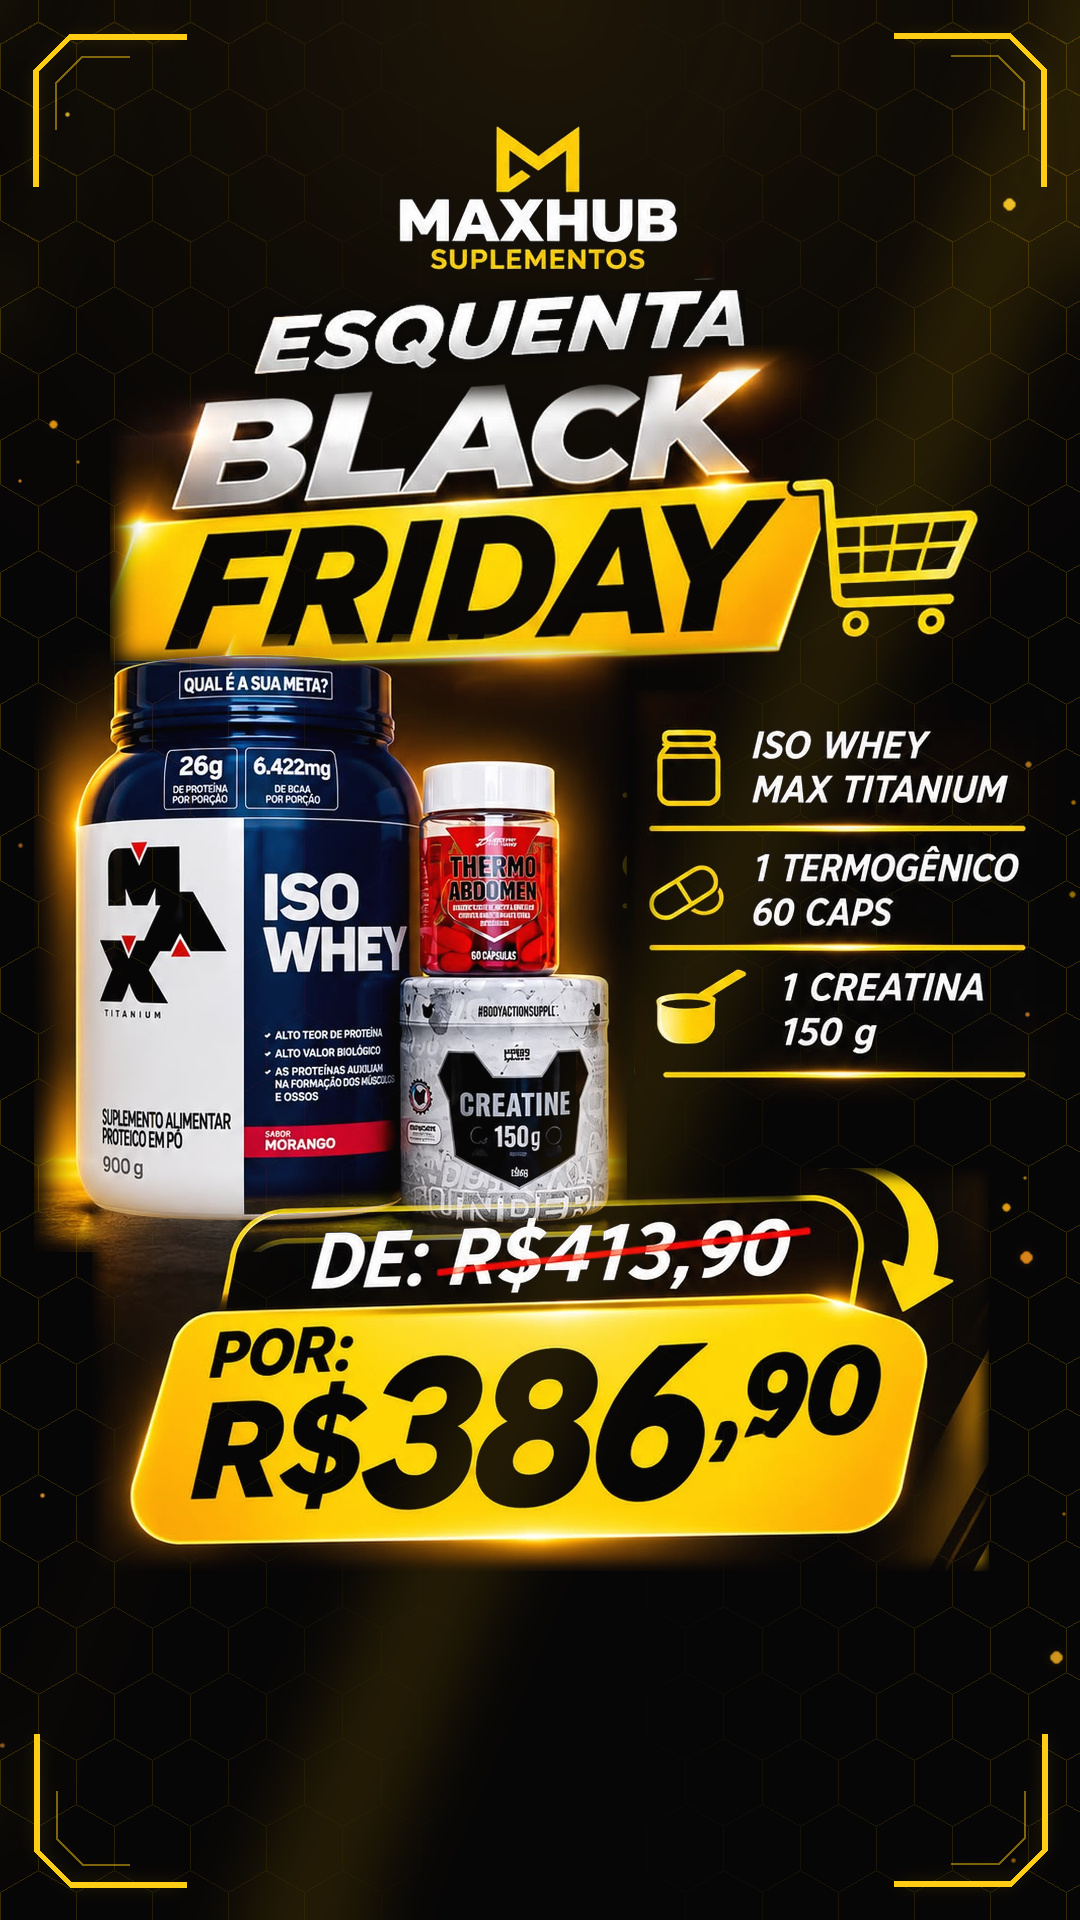 MAXHUB
SUPLEMENTOS
ESQUENTA
BLACK
FRIDAY
QUAL É A SUA META?
26g
DE PROTEÍNA
POR PORÇÃO
6.422mg
DE BCAA
POR PORÇÃO
MAX
TITANIUM
ISO
WHEY
ALTO TEOR DE PROTEÍNA
ALTO VALOR BIOLÓGICO
AS PROTEÍNAS AUXILIAM
NA FORMAÇÃO DOS MÚSCULOS
E OSSOS
SABOR
MORANGO
SUPLEMENTO ALIMENTAR
PROTEICO EM PÓ
900 g
THERMO
ABDOMEN
60 CÁPSULAS
#BODYACTIONSUPPL
CREATINE
150g
ISO WHEY
MAX TITANIUM
1 TERMOGÊNICO
60 CAPS
1 CREATINA
150 g
DE: R$413,90
POR:
R$386,90